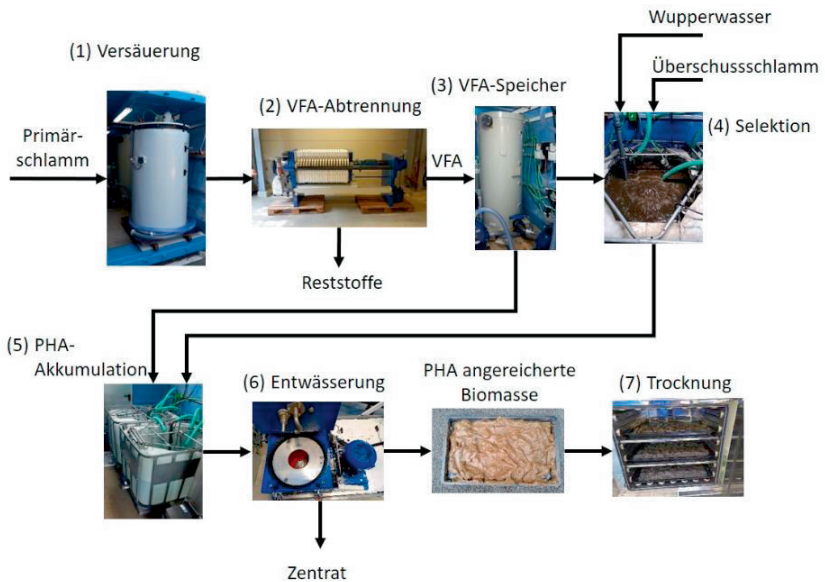 Wupperwasser
(1) Versäuerung
Überschussschlamm
(3) VFA-Speicher
(2) VFA-Abtrennung
(4) Selektion
Primär-
schlamm
VFA
Reststoffe
(5) PHA-
Akkumulation
(6) Entwässerung
PHA angereicherte
Biomasse
(7) Trocknung
Zentrat